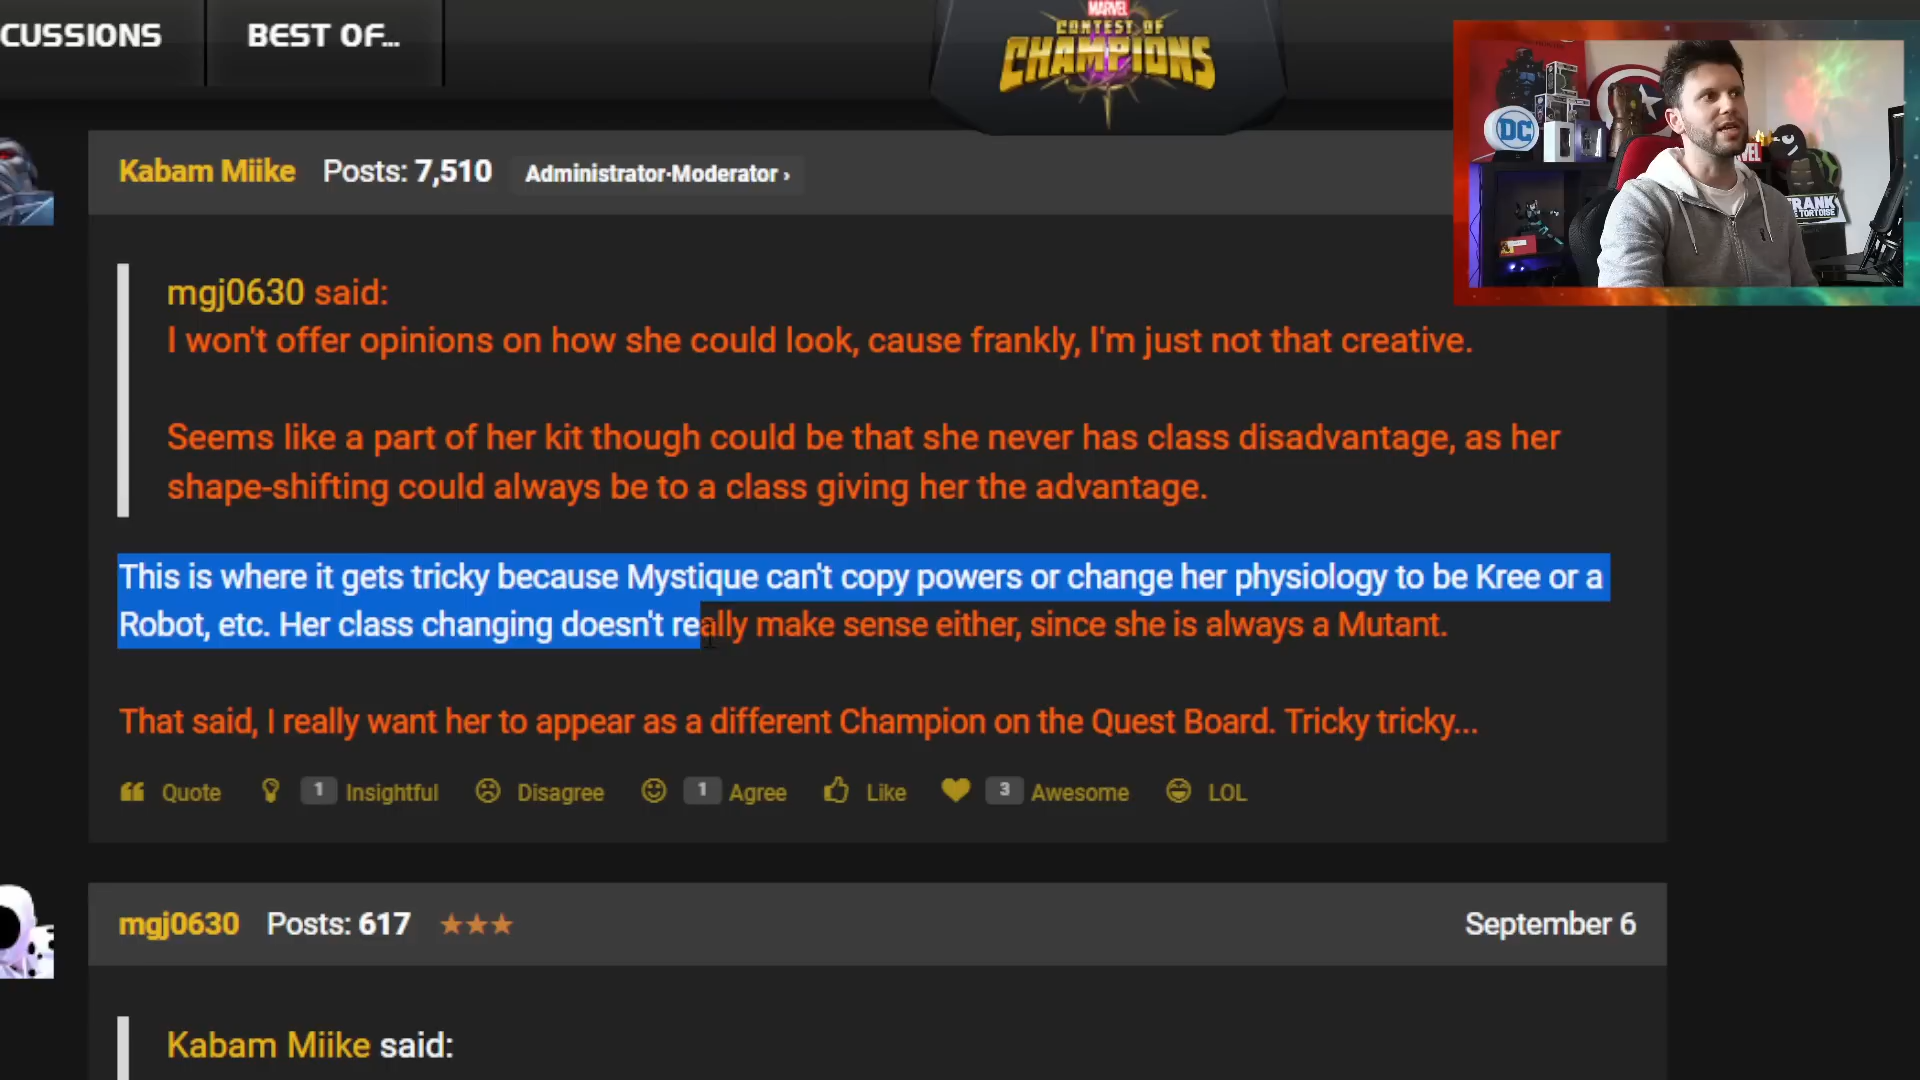 CUSSIONS
BEST OF...
MARVEL
CONTEST OF
CHAMPIONS
DC
FRANK
E TORTOISE
Kabam Miike Posts: 7,510 Administrator·Moderator ›
mgj0630 said:
I won't offer opinions on how she could look, cause frankly, I'm just not that creative.
Seems like a part of her kit though could be that she never has class disadvantage, as her
shape-shifting could always be to a class giving her the advantage.
This is where it gets tricky because Mystique can't copy powers or change her physiology to be Kree or a
Robot, etc. Her class changing doesn't really make sense either, since she is always a Mutant.
That said, I really want her to appear as a different Champion on the Quest Board. Tricky tricky...
Quote 1 Insightful Disagree 1 Agree Like 3 Awesome LOL
mgj0630 Posts: 617 ★★★ September 6
Kabam Miike said: